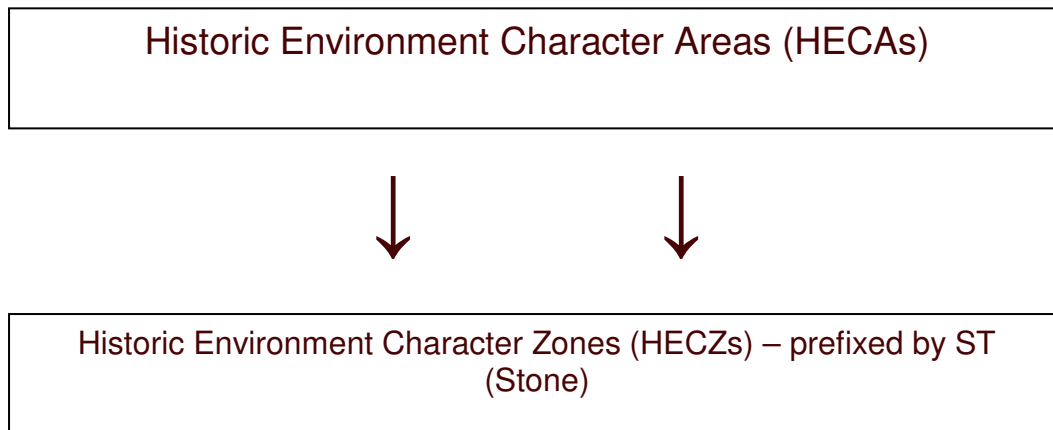 Historic Environment Character Areas (HECAs)
Historic Environment Character Zones (HECZs) – prefixed by ST
(Stone)